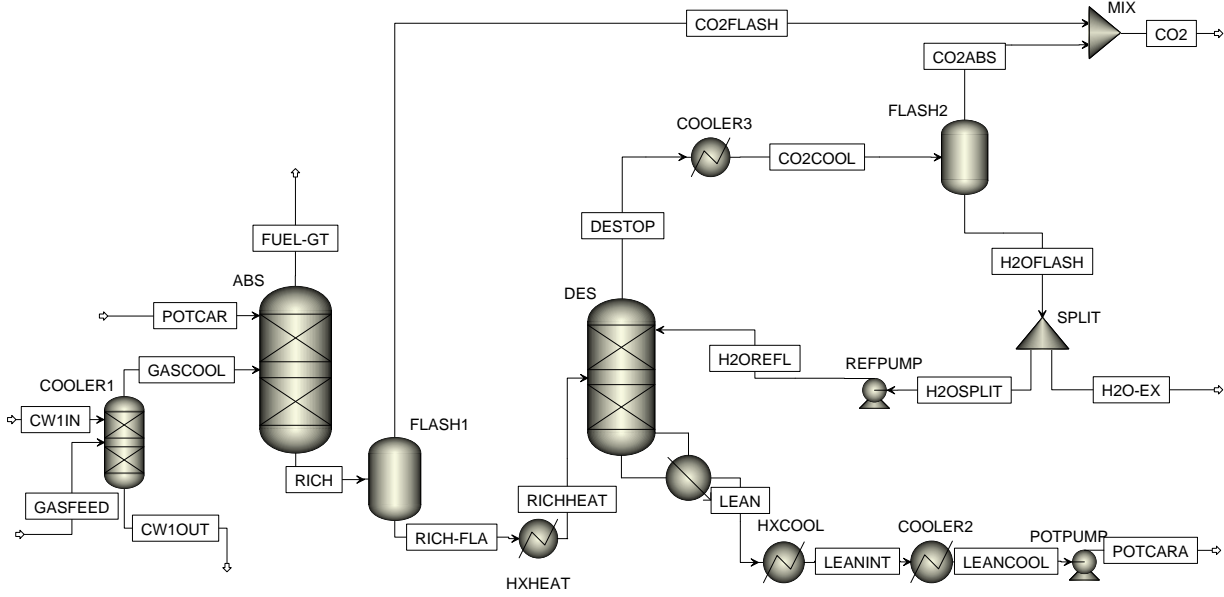 MIX
CO2FLASH
CO2
CO2ABS
FLASH2
COOLER3
CO2COOL
DESTOP
FUEL-GT
H2OFLASH
ABS
DES
POTCAR
SPLIT
H2OREFL
REFPUMP
GASCOOL
COOLER1
H2OSPLIT
H2O-EX
CW1IN
FLASH1
RICH
RICHHEAT
LEAN
GASFEED
CW1OUT
HXCOOL
COOLER2
POTPUMP
RICH-FLA
POTCARA
LEANINT
LEANCOOL
HXHEAT